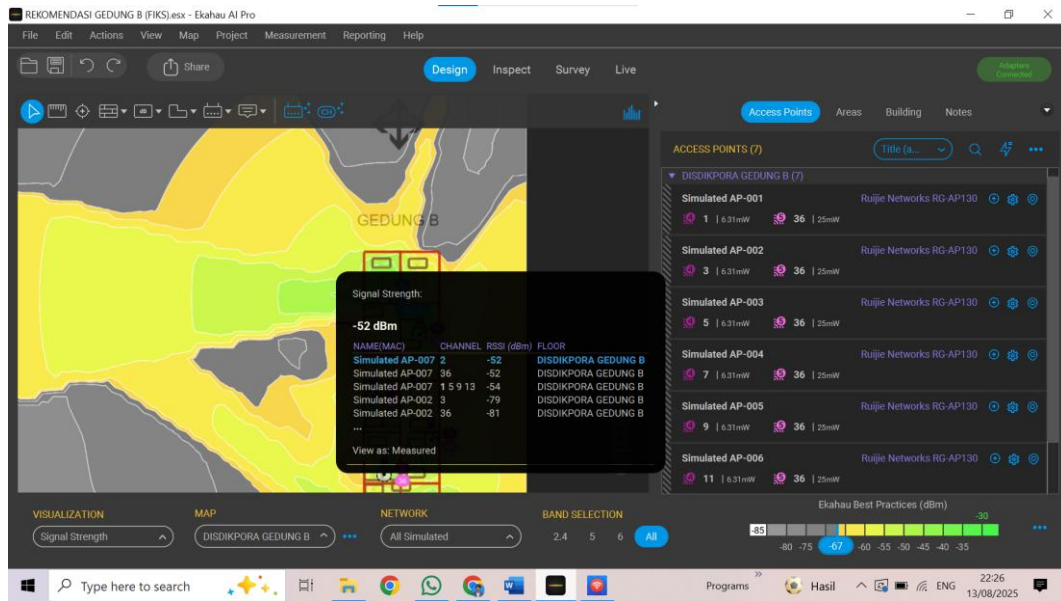 REKOMENDASI GEDUNG B (FIKS).esx - Ekahau AI Pro
File Edit Actions View Map Project Measurement Reporting Help
Share
Design Inspect Survey Live
Adapters Connected
Access Points Areas Building Notes
ACCESS POINTS (7)
Title (a...
DISDIKPORA GEDUNG B (7)
Simulated AP-001 Ruijie Networks RG-AP130
1 | 6.31mW 36 | 25mW
Simulated AP-002 Ruijie Networks RG-AP130
3 | 6.31mW 36 | 25mW
Simulated AP-003 Ruijie Networks RG-AP130
5 | 6.31mW 36 | 25mW
Simulated AP-004 Ruijie Networks RG-AP130
7 | 6.31mW 36 | 25mW
Simulated AP-005 Ruijie Networks RG-AP130
9 | 6.31mW 36 | 25mW
Simulated AP-006 Ruijie Networks RG-AP130
11 | 6.31mW 36 | 25mW
GEDUNG B
Signal Strength:
-52 dBm
NAME(MAC) CHANNEL RSSI (dBm) FLOOR
Simulated AP-007 2 -52 DISDIKPORA GEDUNG B
Simulated AP-007 36 -52 DISDIKPORA GEDUNG B
Simulated AP-007 1 5 9 13 -54 DISDIKPORA GEDUNG B
Simulated AP-002 3 -79 DISDIKPORA GEDUNG B
Simulated AP-002 36 -81 DISDIKPORA GEDUNG B
...
View as: Measured
VISUALIZATION MAP NETWORK BAND SELECTION
Signal Strength DISDIKPORA GEDUNG B All Simulated 2.4 5 6 All
Ekahau Best Practices (dBm)
-30
-85
-80 -75 -67 -60 -55 -50 -45 -40 -35
Type here to search
Programs » Hasil ENG 22:26
13/08/2025